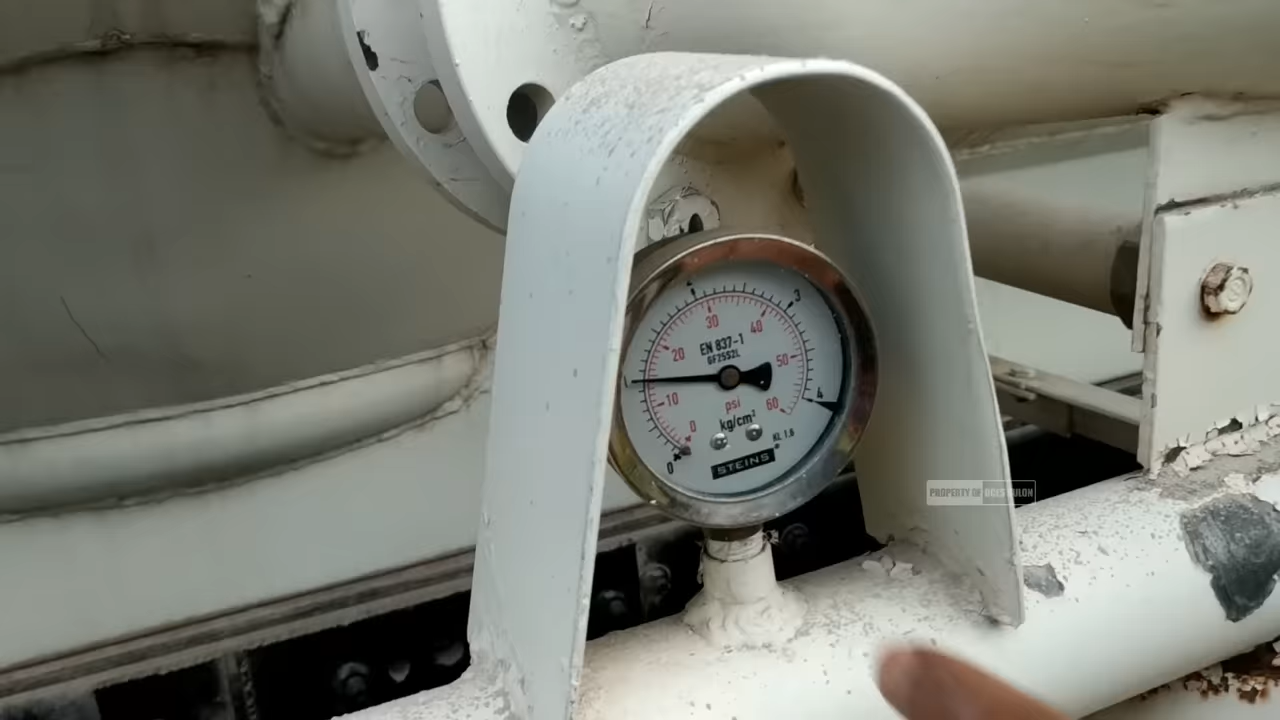 3
30
40
EN 837-1
GF2552L
20
50
1
10
psi
60
4
kg/cm²
0
KL 1.6
0
STEINS
PROPERTY OF